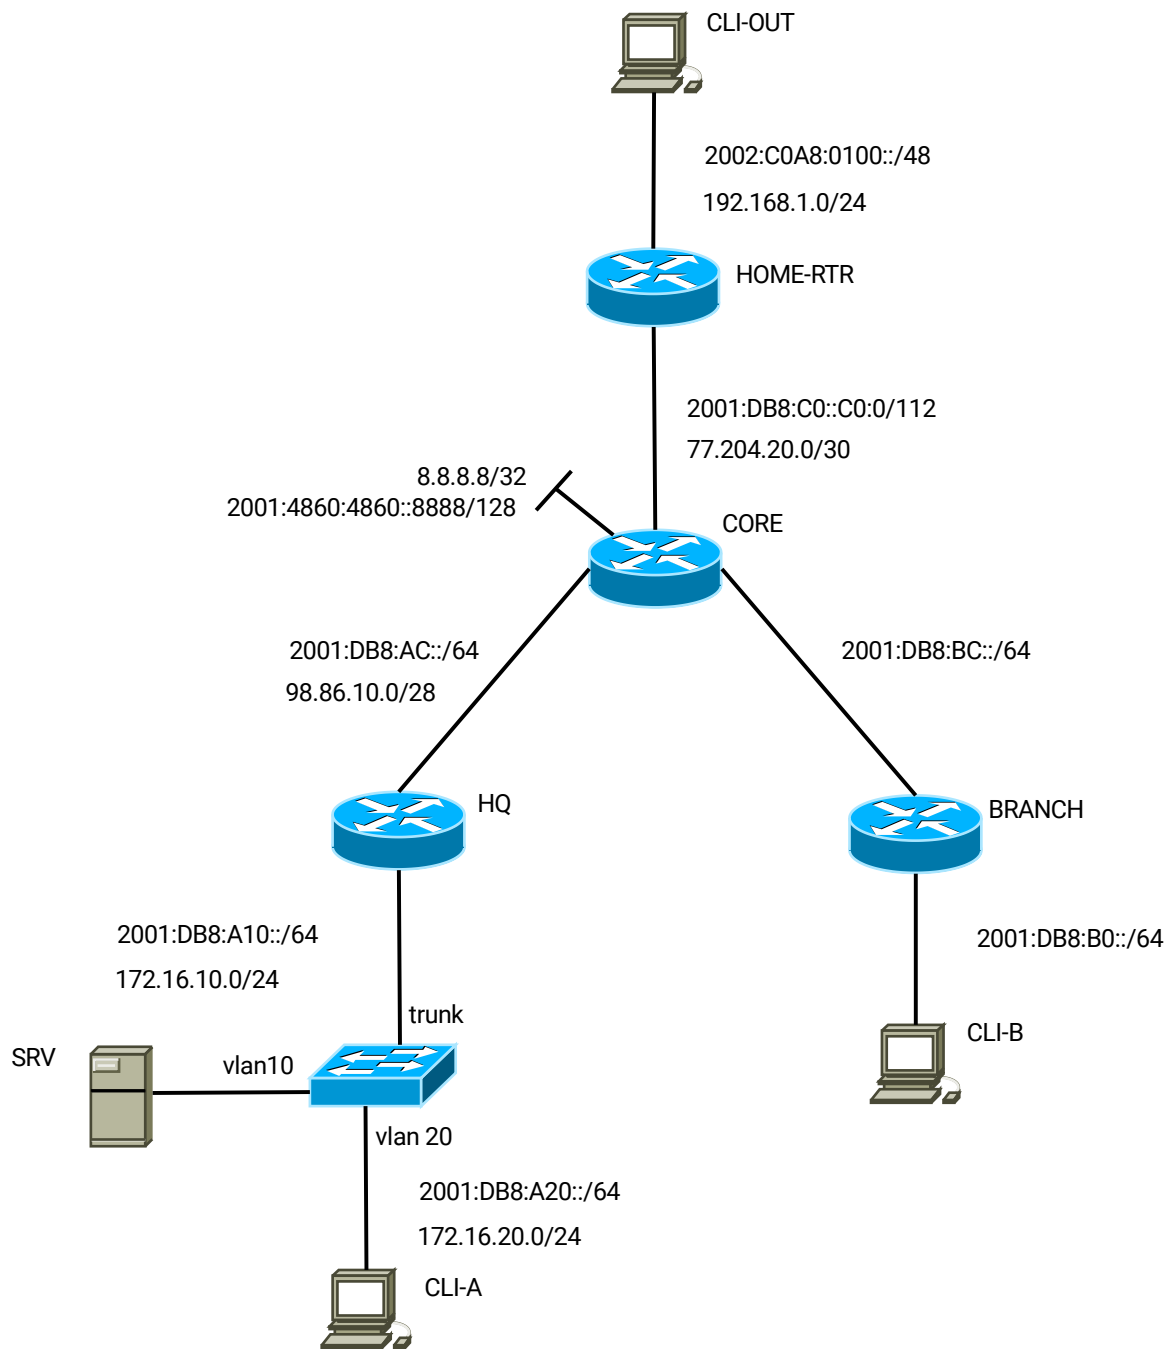 CLI-OUT
2002:C0A8:0100::/48
192.168.1.0/24
HOME-RTR
2001:DB8:C0::C0:0/112
77.204.20.0/30
8.8.8.8/32
2001:4860:4860::8888/128
CORE
2001:DB8:AC::/64
98.86.10.0/28
2001:DB8:BC::/64
HQ
BRANCH
2001:DB8:A10::/64
172.16.10.0/24
2001:DB8:B0::/64
trunk
SRV
vlan10
CLI-B
vlan 20
2001:DB8:A20::/64
172.16.20.0/24
CLI-A